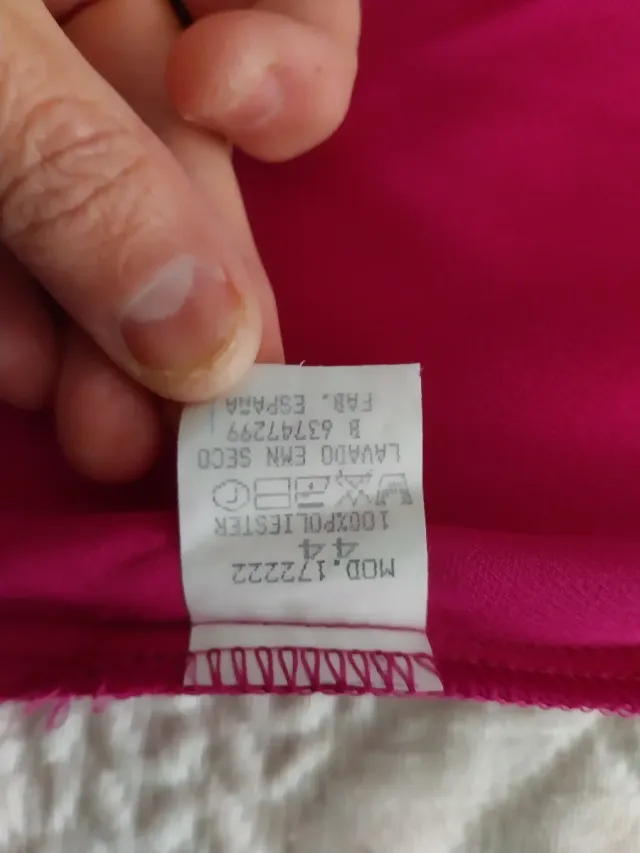 MOD.172222
44
100%POLIESTER
LAVADO EMN SECO
B 63747299
FAB. ESPAÑA